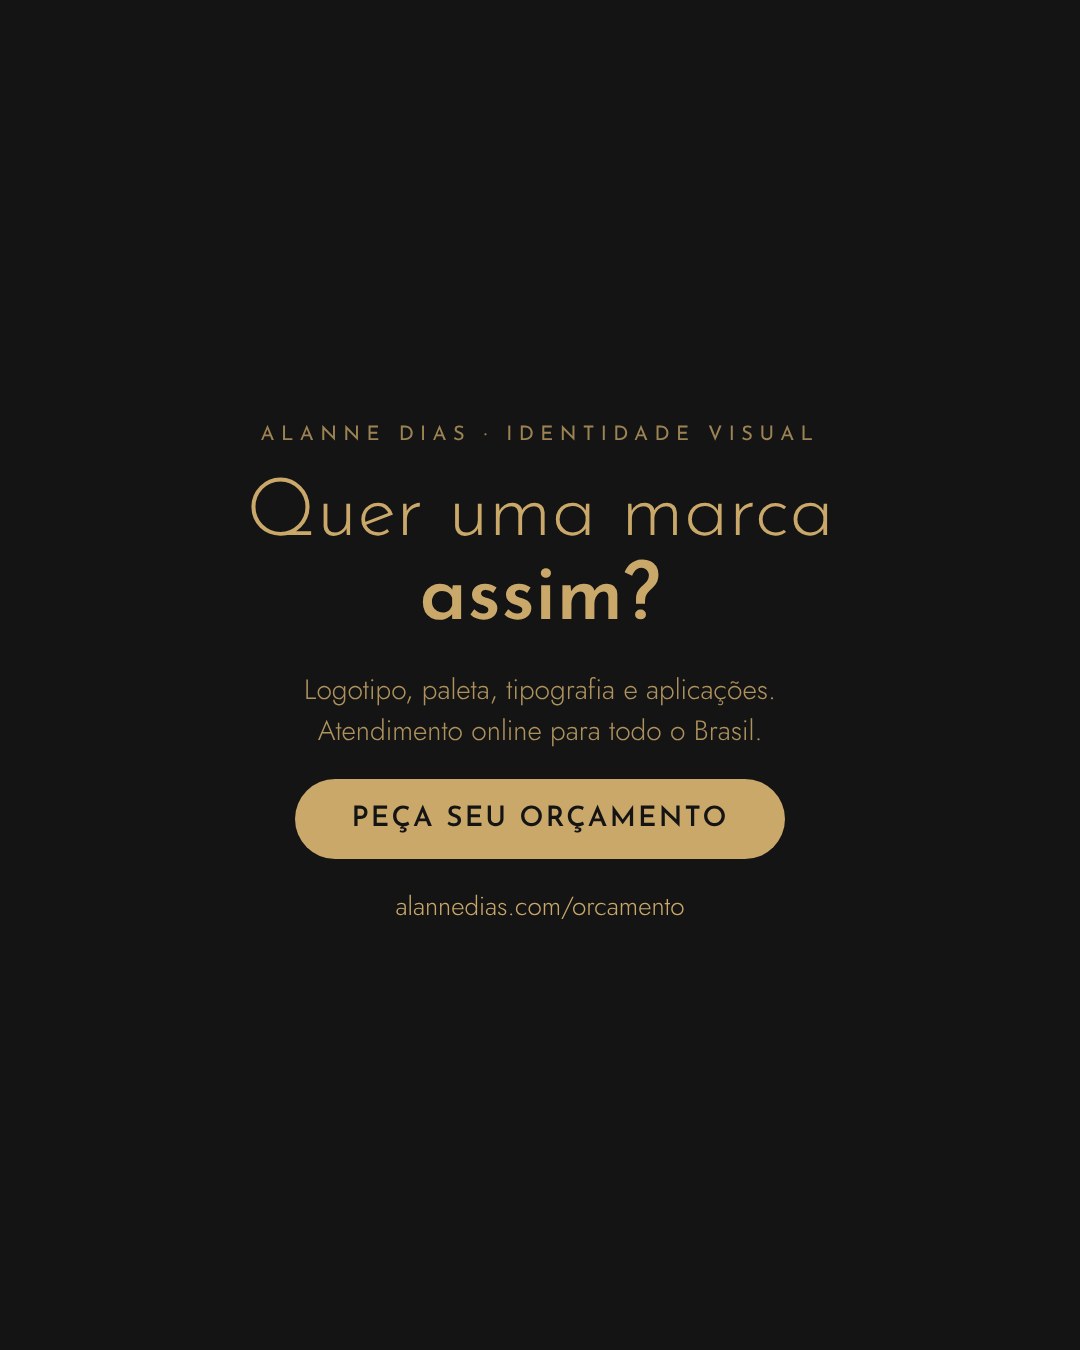 ALANNE DIAS · IDENTIDADE VISUAL
Quer uma marca
assim?
Logotipo, paleta, tipografia e aplicações.
Atendimento online para todo o Brasil.
PEÇA SEU ORÇAMENTO
alannedias.com/orcamento